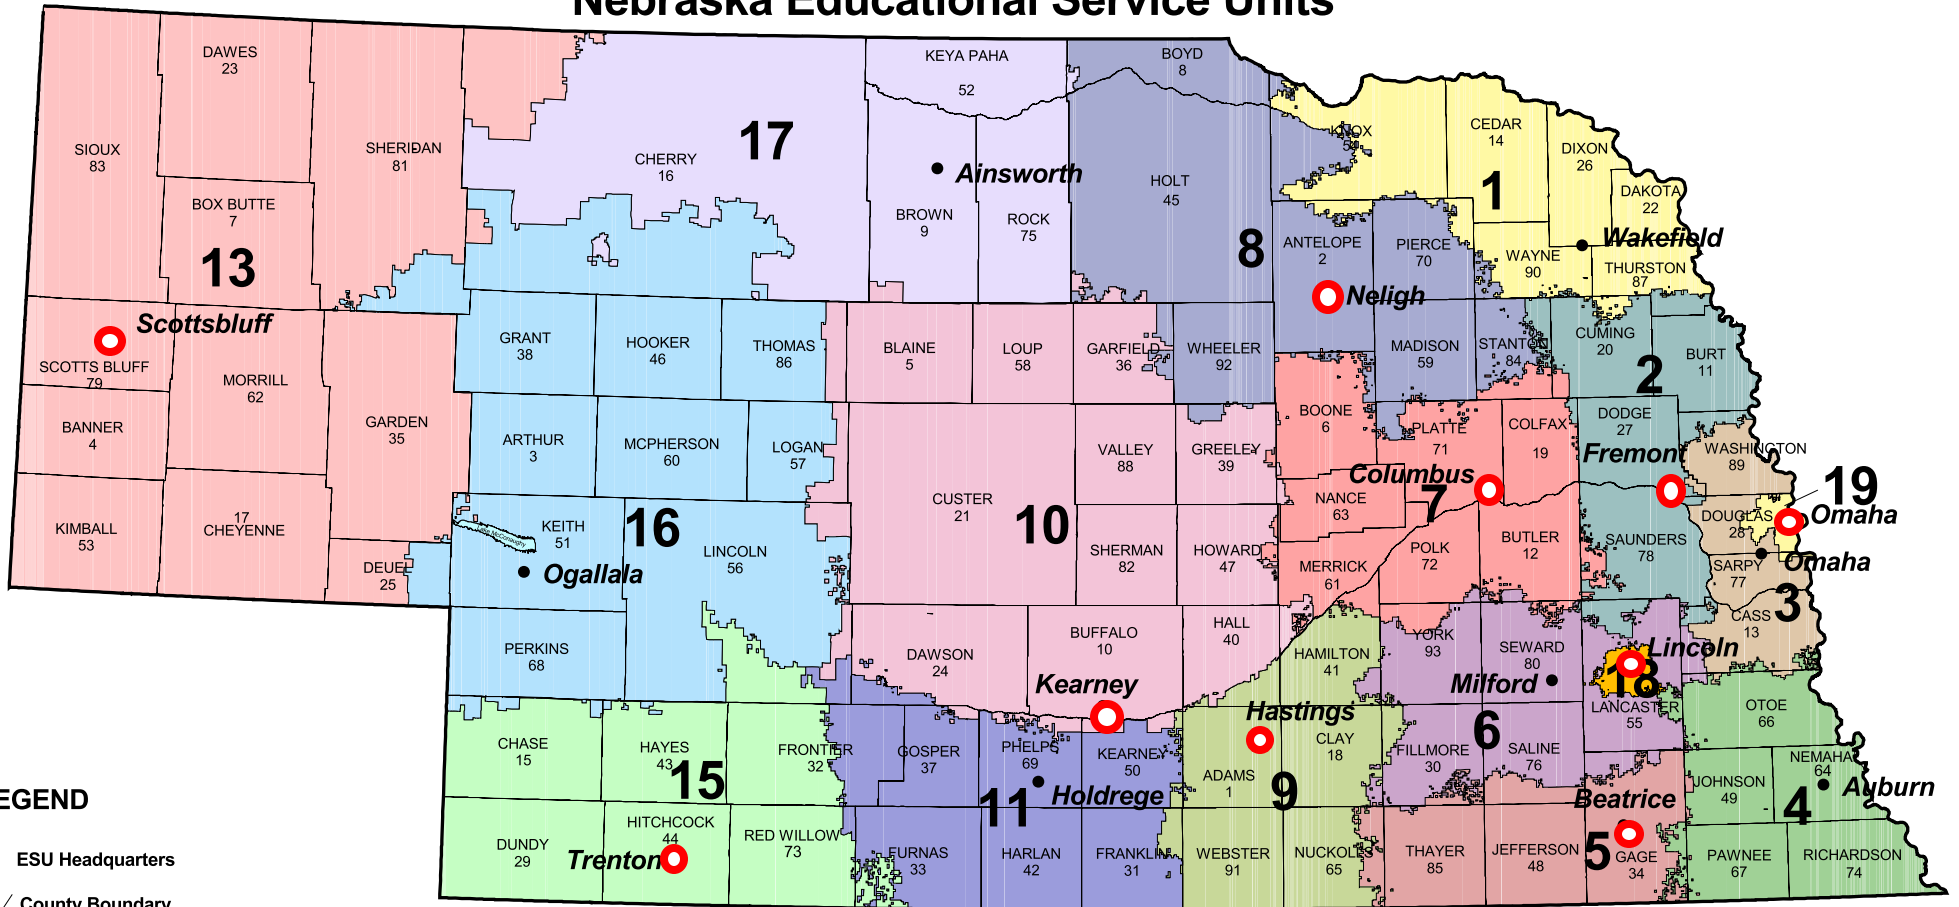 Nebraska Educational Service Units
DAWES
23
KEYA PAHA
52
BOYD
8
SIOUX
83
SHERIDAN
81
CHERRY
16
17
Ainsworth
HOLT
45
KNOX
54
CEDAR
14
DIXON
26
1
DAKOTA
22
BOX BUTTE
7
13
BROWN
9
ROCK
75
8
ANTELOPE
2
PIERCE
70
WAYNE
90
Wakefield
THURSTON
87
Neligh
Scottsbluff
SCOTTS BLUFF
79
MORRILL
62
GRANT
38
HOOKER
46
THOMAS
86
BLAINE
5
LOUP
58
GARFIELD
36
WHEELER
92
MADISON
59
STANTON
84
CUMING
20
2
BURT
11
BANNER
4
GARDEN
35
ARTHUR
3
MCPHERSON
60
LOGAN
57
VALLEY
88
GREELEY
39
BOONE
6
PLATTE
71
COLFAX
19
DODGE
27
Fremont
WASHINGTON
89
Columbus
7
19
Omaha
KIMBALL
53
17
CHEYENNE
DEUEL
25
KEITH
51
Lake McConaughy
16
Ogallala
LINCOLN
56
CUSTER
21
10
SHERMAN
82
HOWARD
47
NANCE
63
MERRICK
61
POLK
72
BUTLER
12
SAUNDERS
78
DOUGLAS
28
Omaha
SARPY
77
3
CASS
13
PERKINS
68
DAWSON
24
BUFFALO
10
HALL
40
Kearney
HAMILTON
41
YORK
93
SEWARD
80
Milford
Lincoln
18
LANCASTER
55
OTOE
66
Hastings
CHASE
15
HAYES
43
15
FRONTIER
32
GOSPER
37
PHELPS
69
KEARNEY
50
11
Holdrege
ADAMS
1
9
CLAY
18
FILLMORE
30
6
SALINE
76
Beatrice
JOHNSON
49
NEMAHA
64
4
Auburn
DUNDY
29
HITCHCOCK
44
Trenton
RED WILLOW
73
FURNAS
33
HARLAN
42
FRANKLIN
31
WEBSTER
91
NUCKOLLS
65
THAYER
85
JEFFERSON
48
5
GAGE
34
PAWNEE
67
RICHARDSON
74
EGEND
ESU Headquarters
County Boundary